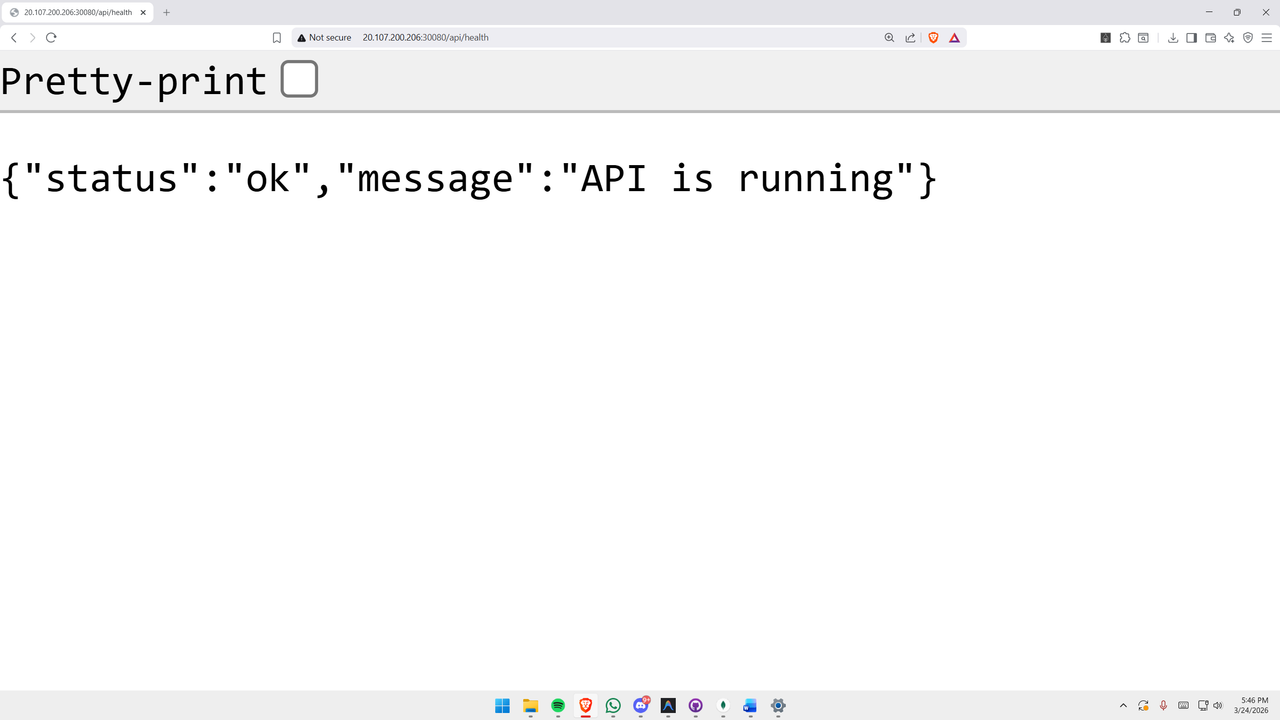 20.107.200.206:30080/api/health
Not secure
20.107.200.206:30080/api/health
Pretty-print
{"status":"ok","message":"API is running"}
9+
5:46 PM
3/24/2026